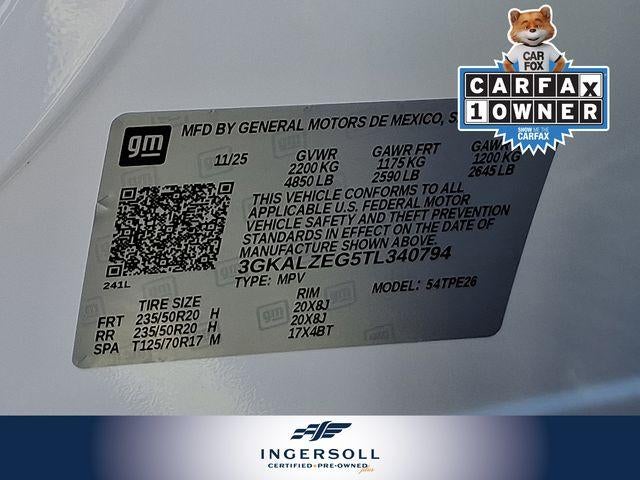 CAR
FOX
CARFAX
1 OWNER
SHOW ME THE
CARFAX
gm
MFD BY GENERAL MOTORS DE MEXICO, S
11/25 GVWR GAWR FRT GAWR
2200 KG 1175 KG 1200 KG
4850 LB 2590 LB 2645 LB
THIS VEHICLE CONFORMS TO ALL
APPLICABLE U.S. FEDERAL MOTOR
VEHICLE SAFETY AND THEFT PREVENTION
STANDARDS IN EFFECT ON THE DATE OF
MANUFACTURE SHOWN ABOVE.
3GKALZEG5TL340794
241L
TYPE: MPV MODEL: 54TPE26
TIRE SIZE RIM
FRT 235/50R20 H 20X8J
RR 235/50R20 H 20X8J
SPA T125/70R17 M 17X4BT
INGERSOLL
CERTIFIED • PRE-OWNED plus